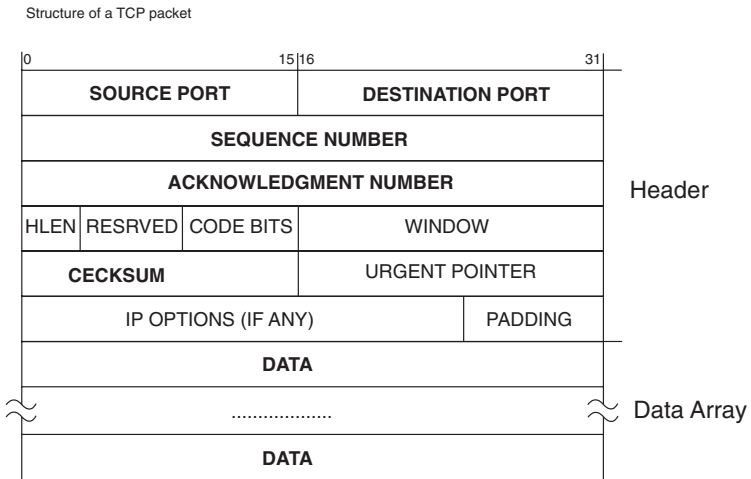 Structure of a TCP packet
0 15 16 31
SOURCE PORT DESTINATION PORT
SEQUENCE NUMBER
ACKNOWLEDGMENT NUMBER
Header
HLEN RESRVED CODE BITS WINDOW
CECKSUM URGENT POINTER
IP OPTIONS (IF ANY) PADDING
DATA
................... Data Array
DATA